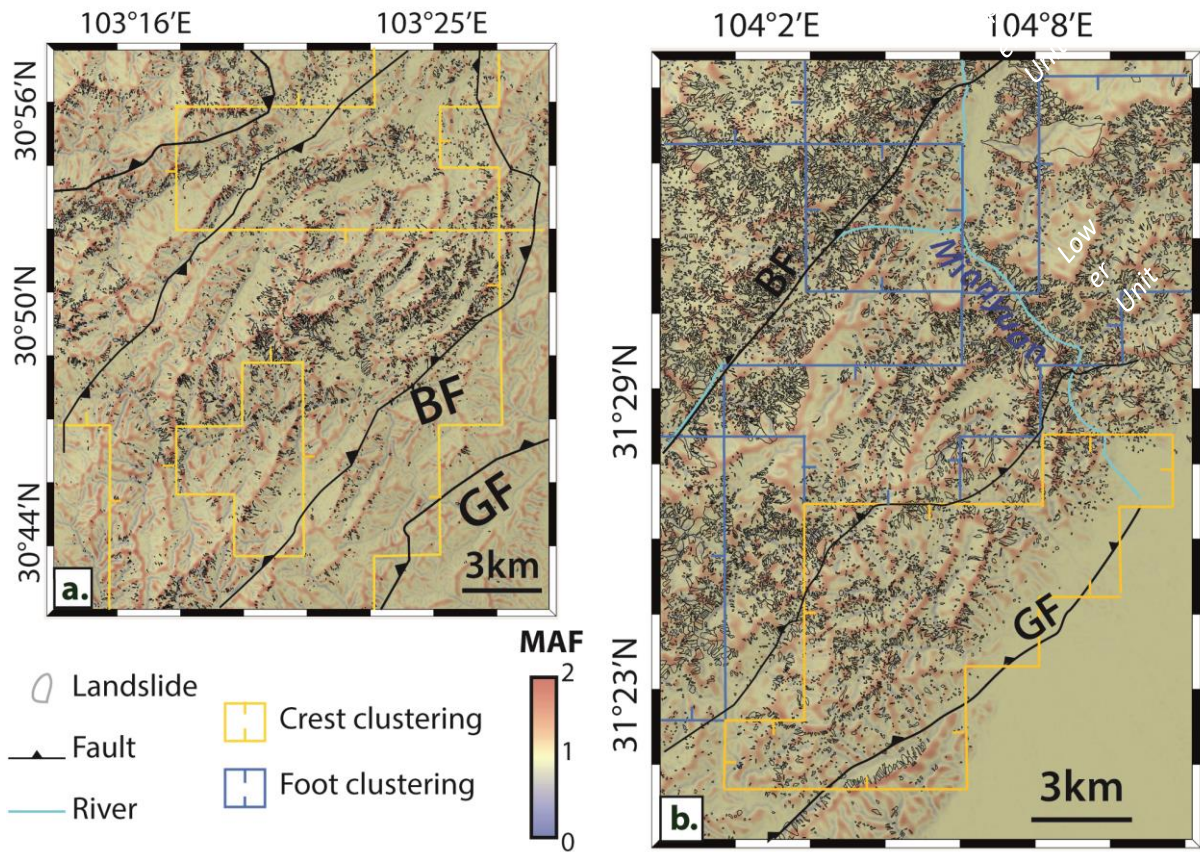 103°16′E
103°25′E
30°56′N
30°50′N
30°44′N
BF
GF
3km
a.
104°2′E
104°8′E
31°29′N
31°23′N
BF
Unit
Low
er
Unit
GF
3km
b.
MAF
2
1
0
Landslide
Fault
River
Crest clustering
Foot clustering